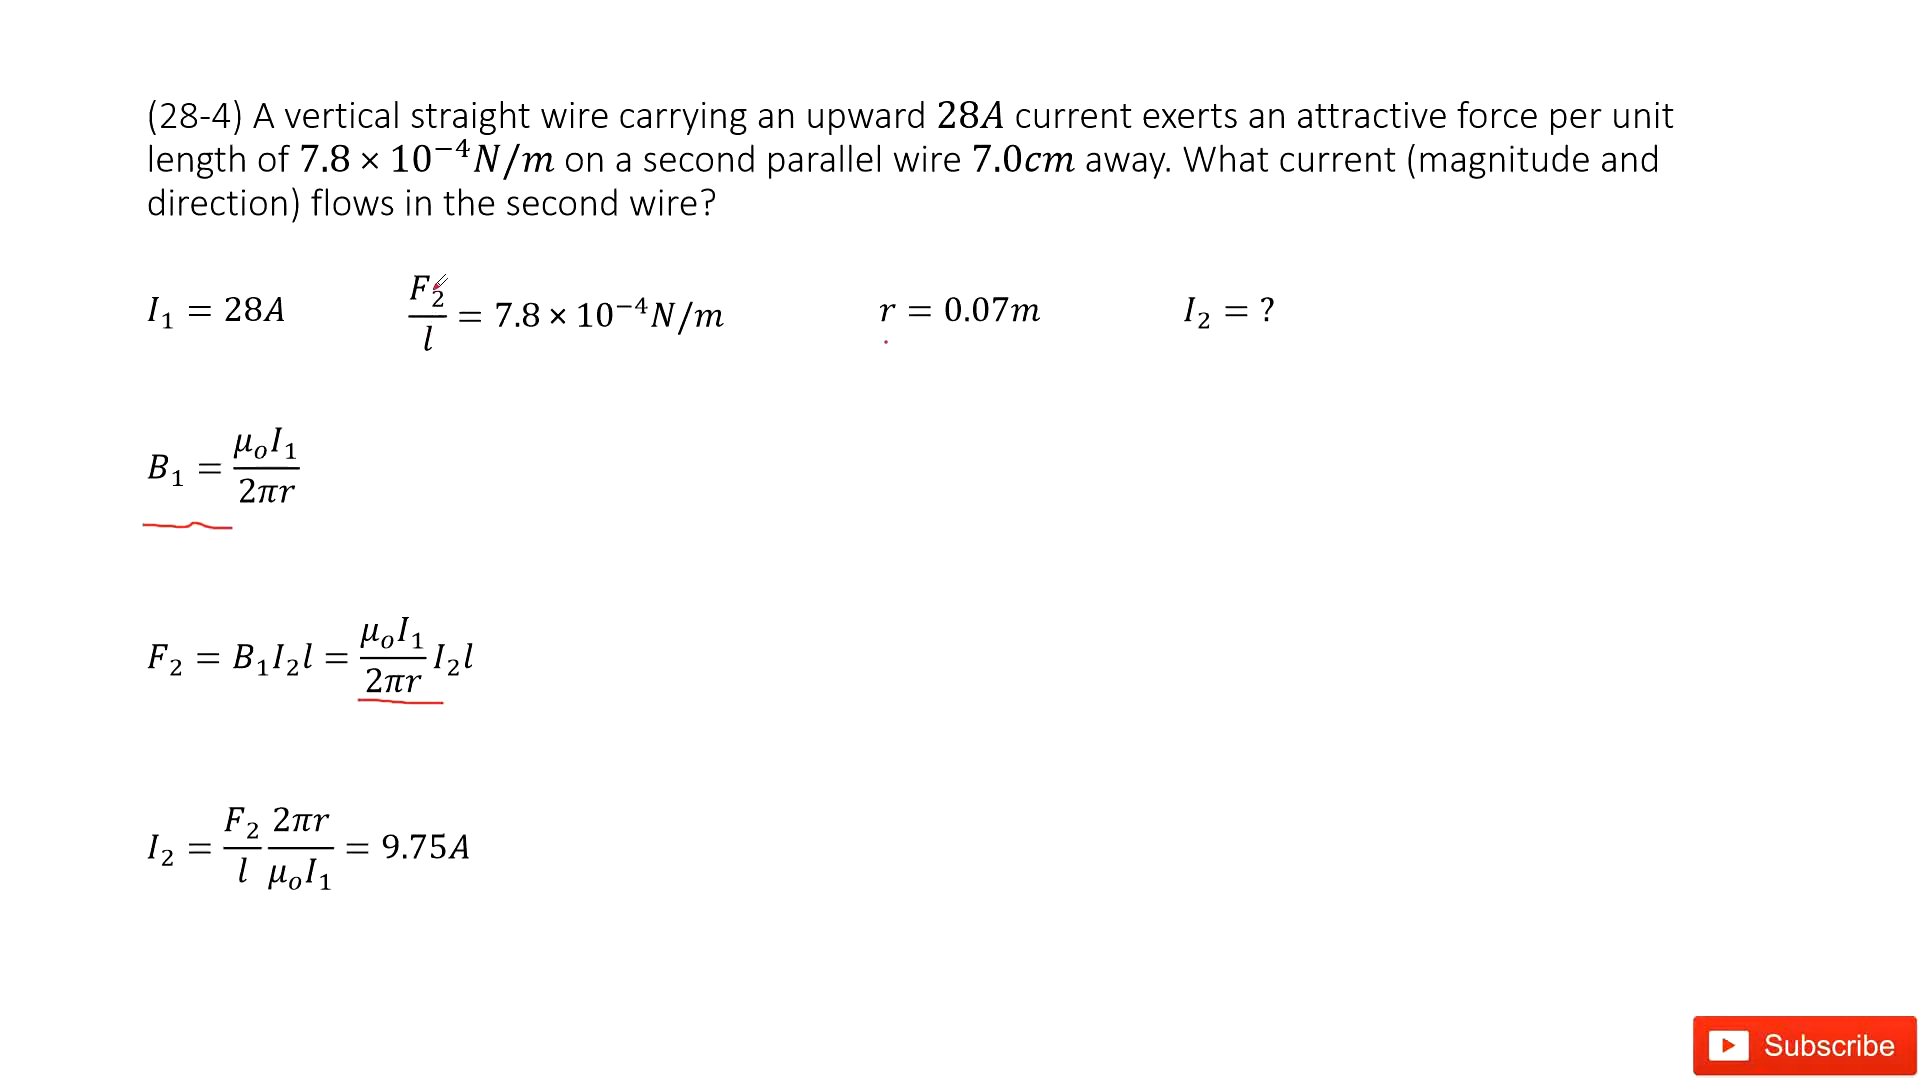 (28-4) A vertical straight wire carrying an upward 28A current exerts an attractive force per unit
length of 7.8 × 10⁻⁴N/m on a second parallel wire 7.0cm away. What current (magnitude and
direction) flows in the second wire?
I₁ = 28A F₂/l = 7.8 × 10⁻⁴N/m r = 0.07m I₂ = ?
B₁ = μₒI₁/2πr
F₂ = B₁I₂l = μₒI₁/2πr I₂l
I₂ = F₂/l 2πr/μₒI₁ = 9.75A
Subscribe